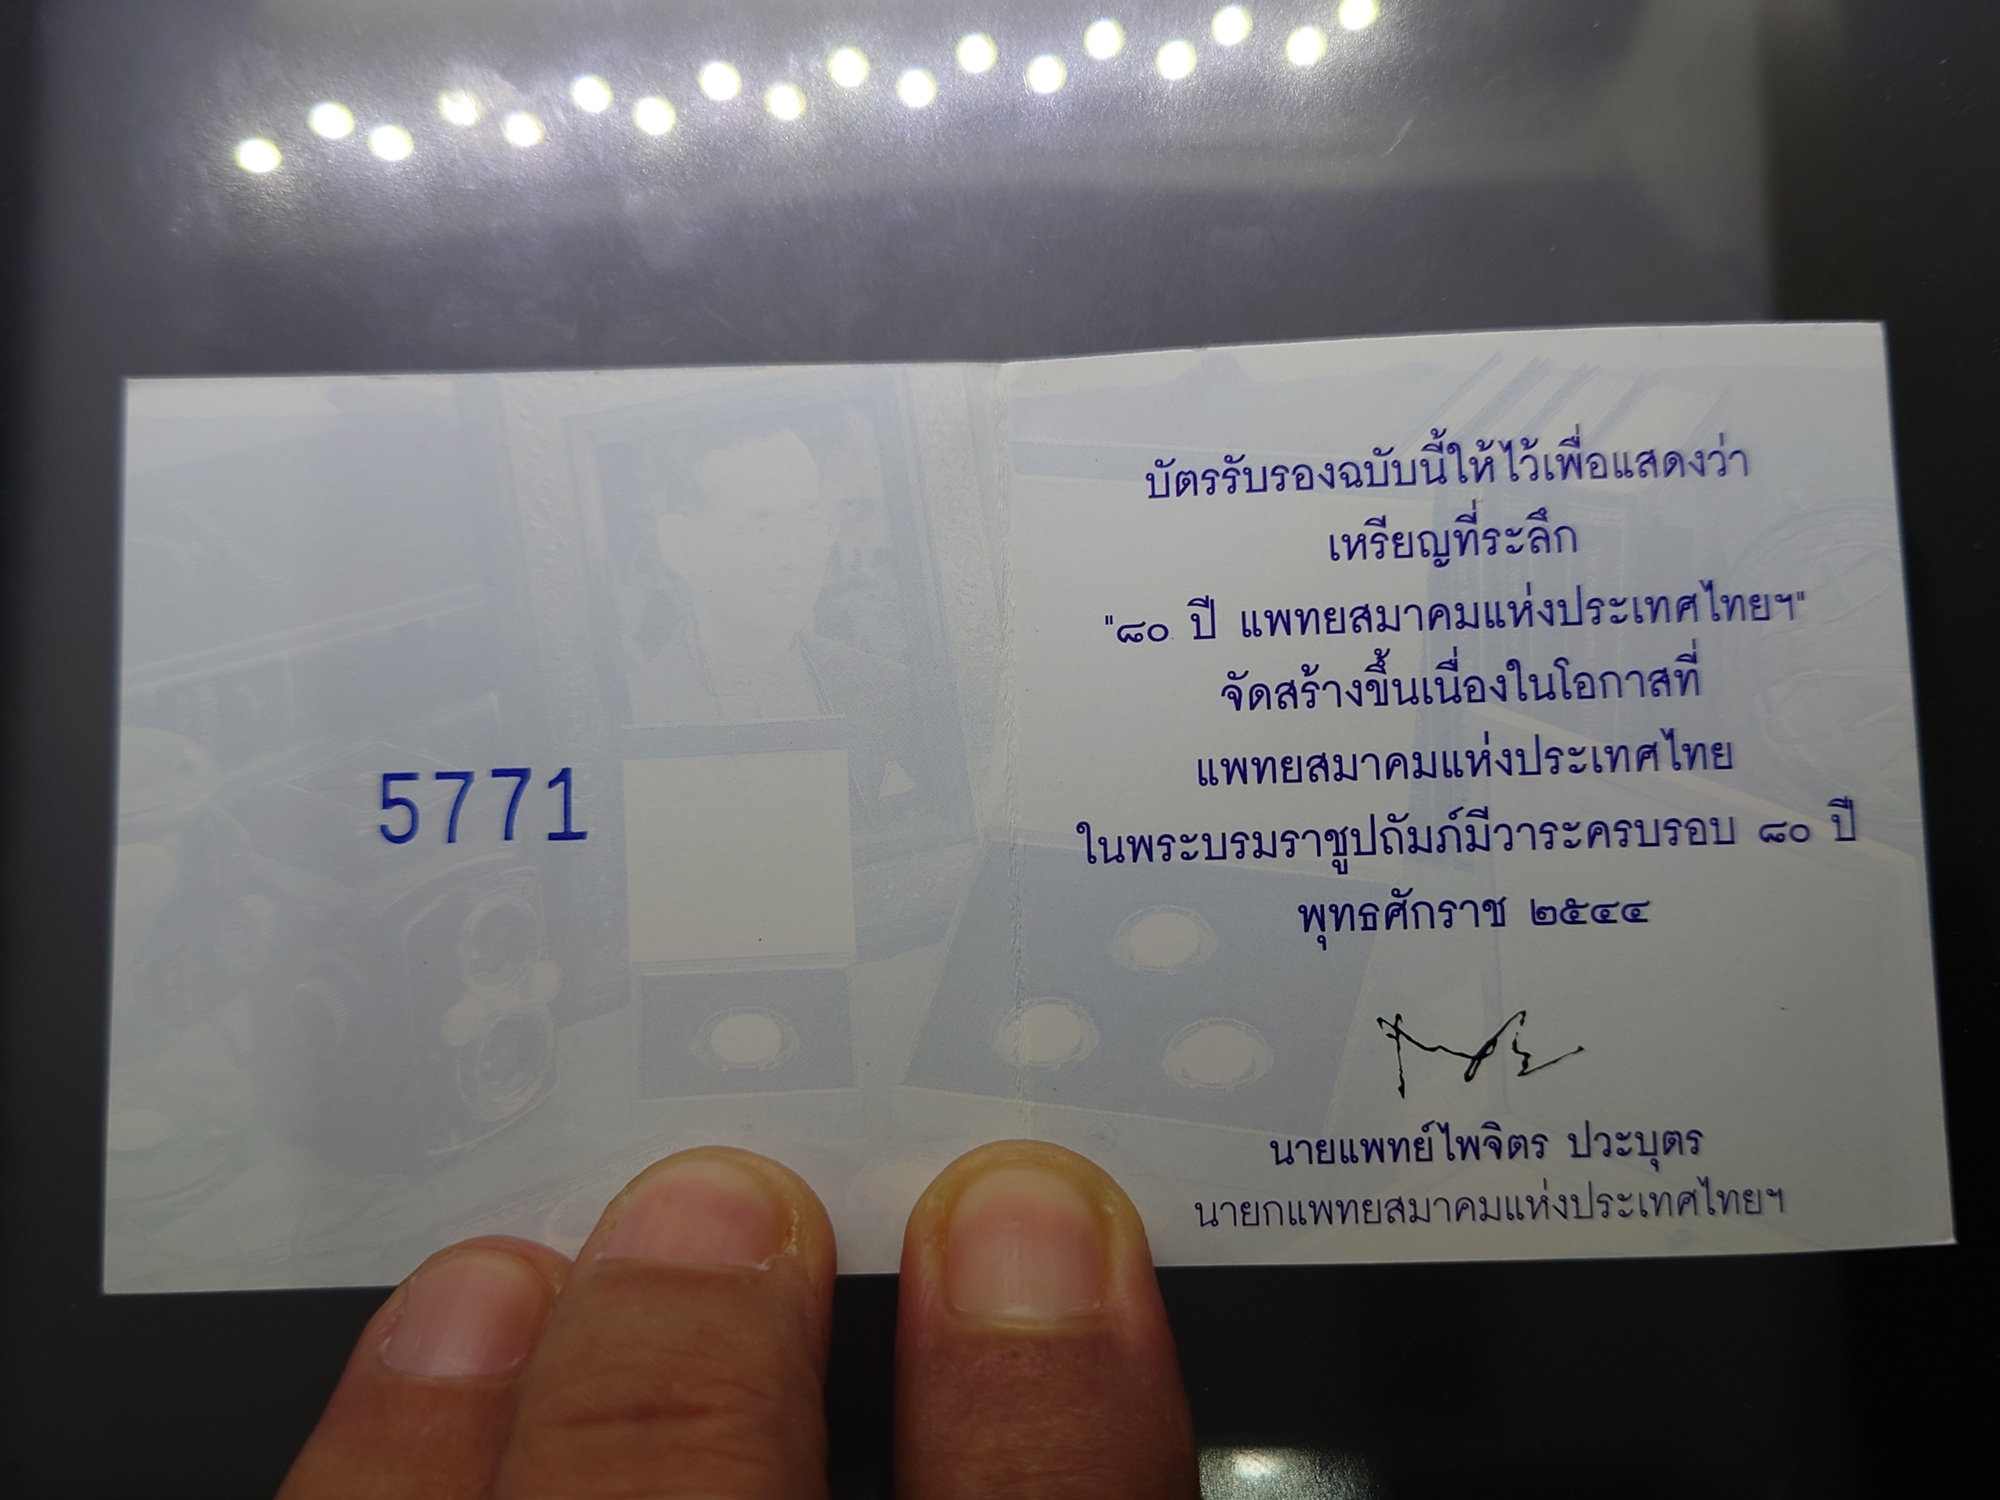 5771
บัตรรับรองฉบับนี้ให้ไว้เพื่อแสดงว่า
เหรียญที่ระลึก
"๘๐ ปี แพทยสมาคมแห่งประเทศไทยฯ"
จัดสร้างขึ้นเนื่องในโอกาสที่
แพทยสมาคมแห่งประเทศไทย
ในพระบรมราชูปถัมภ์มีวาระครบรอบ ๘๐ ปี
พุทธศักราช ๒๕๔๔
นายแพทย์ไพจิตร ปวะบุตร
นายกแพทยสมาคมแห่งประเทศไทยฯ